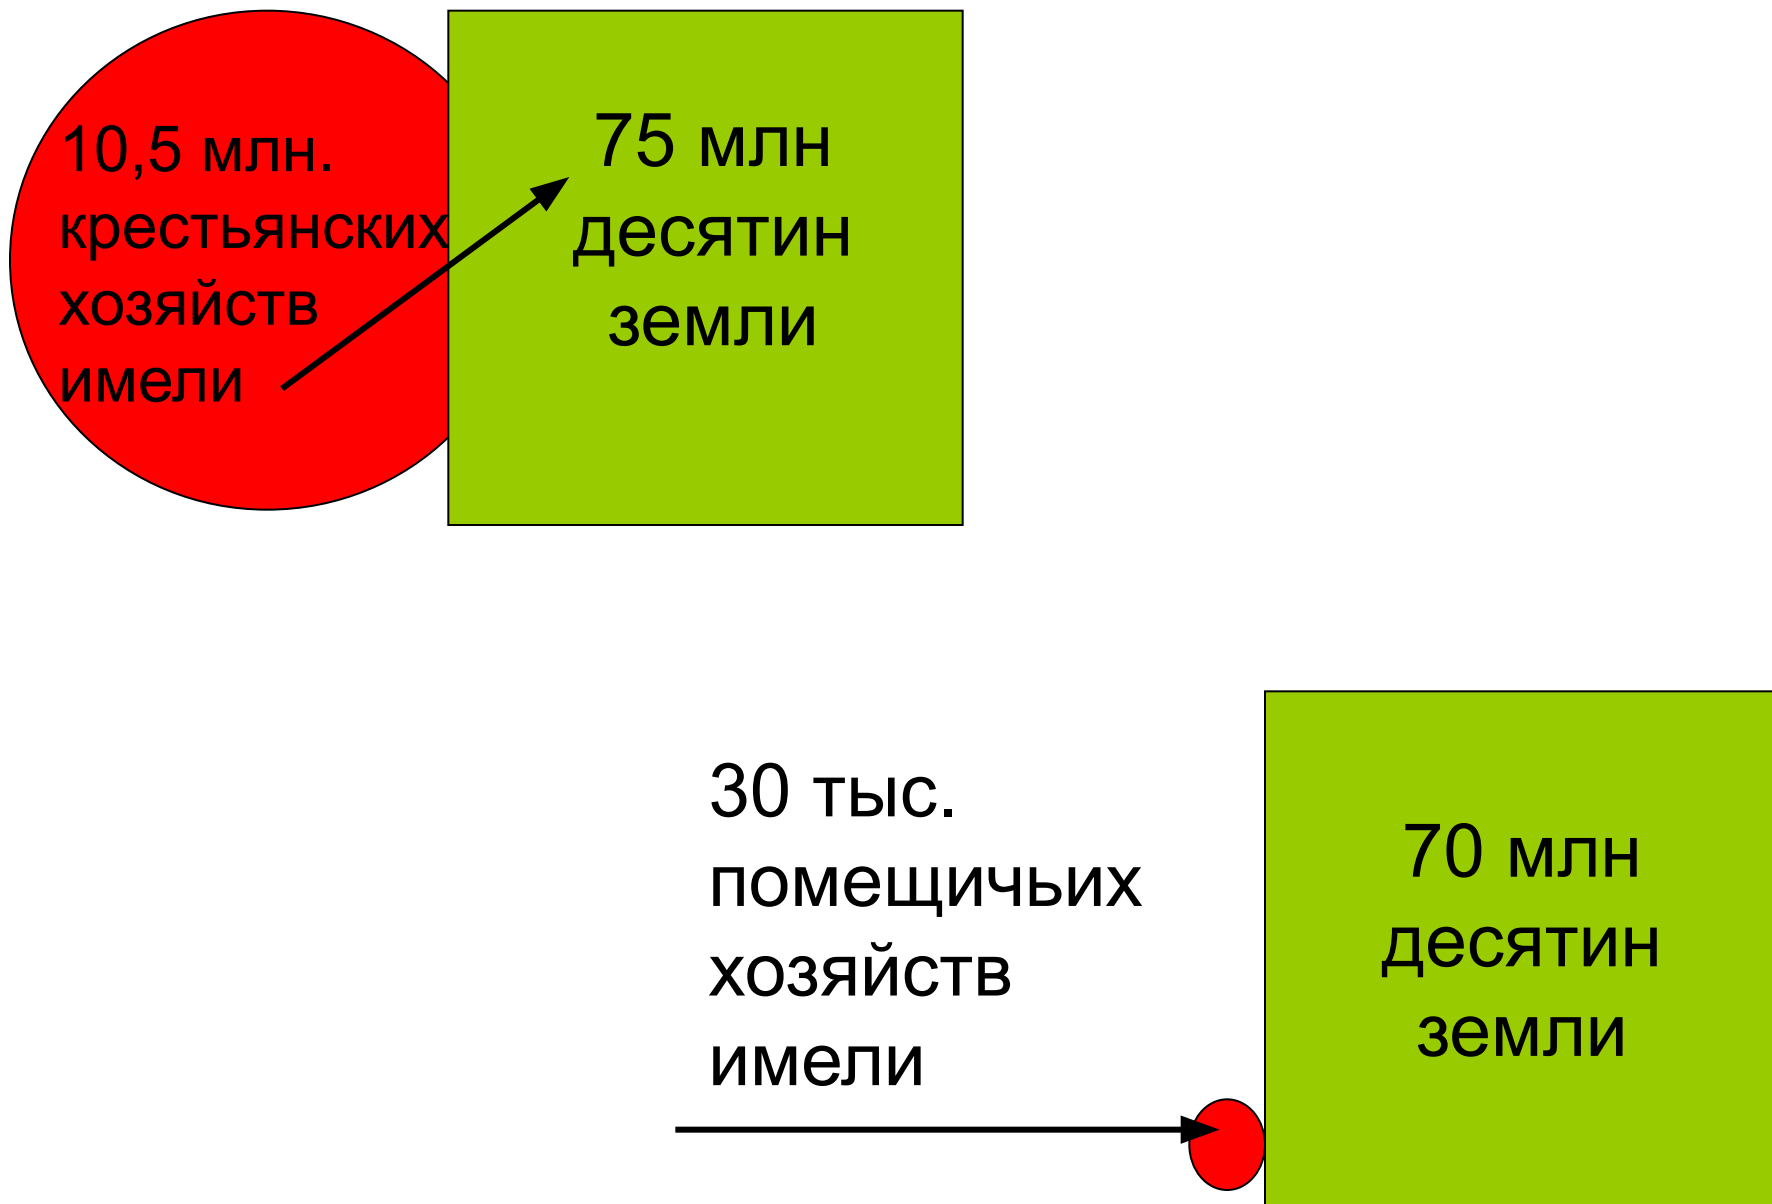 10,5 млн.
крестьянских
хозяйств
имели
75 млн
десятин
земли
30 тыс.
помещичьих
хозяйств
имели
70 млн
десятин
земли